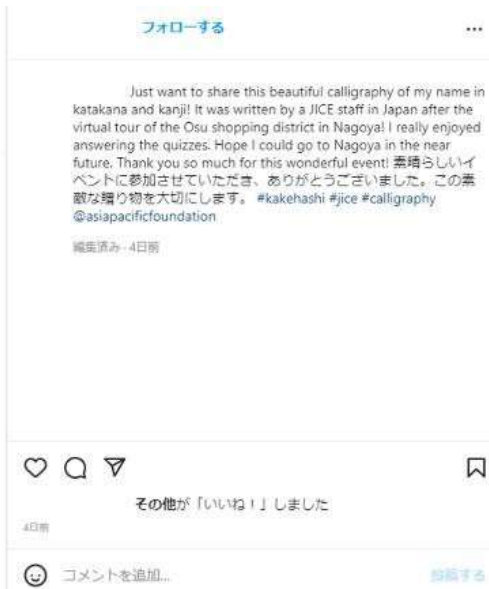 フォローする
Just want to share this beautiful calligraphy of my name in
katakana and kanji! It was written by a JICE staff in Japan after the
virtual tour of the Osu shopping district in Nagoya! I really enjoyed
answering the quizzes. Hope I could go to Nagoya in the near
future. Thank you so much for this wonderful event! 素晴らしいイ
ベントに参加させていただき、ありがとうございました。この素
敵な贈り物を大切にします。 #kakehashi #jice #calligraphy
@asiapacificfoundation
編集済み · 4日前
その他が「いいね！」しました
4日前
コメントを追加...
投稿する